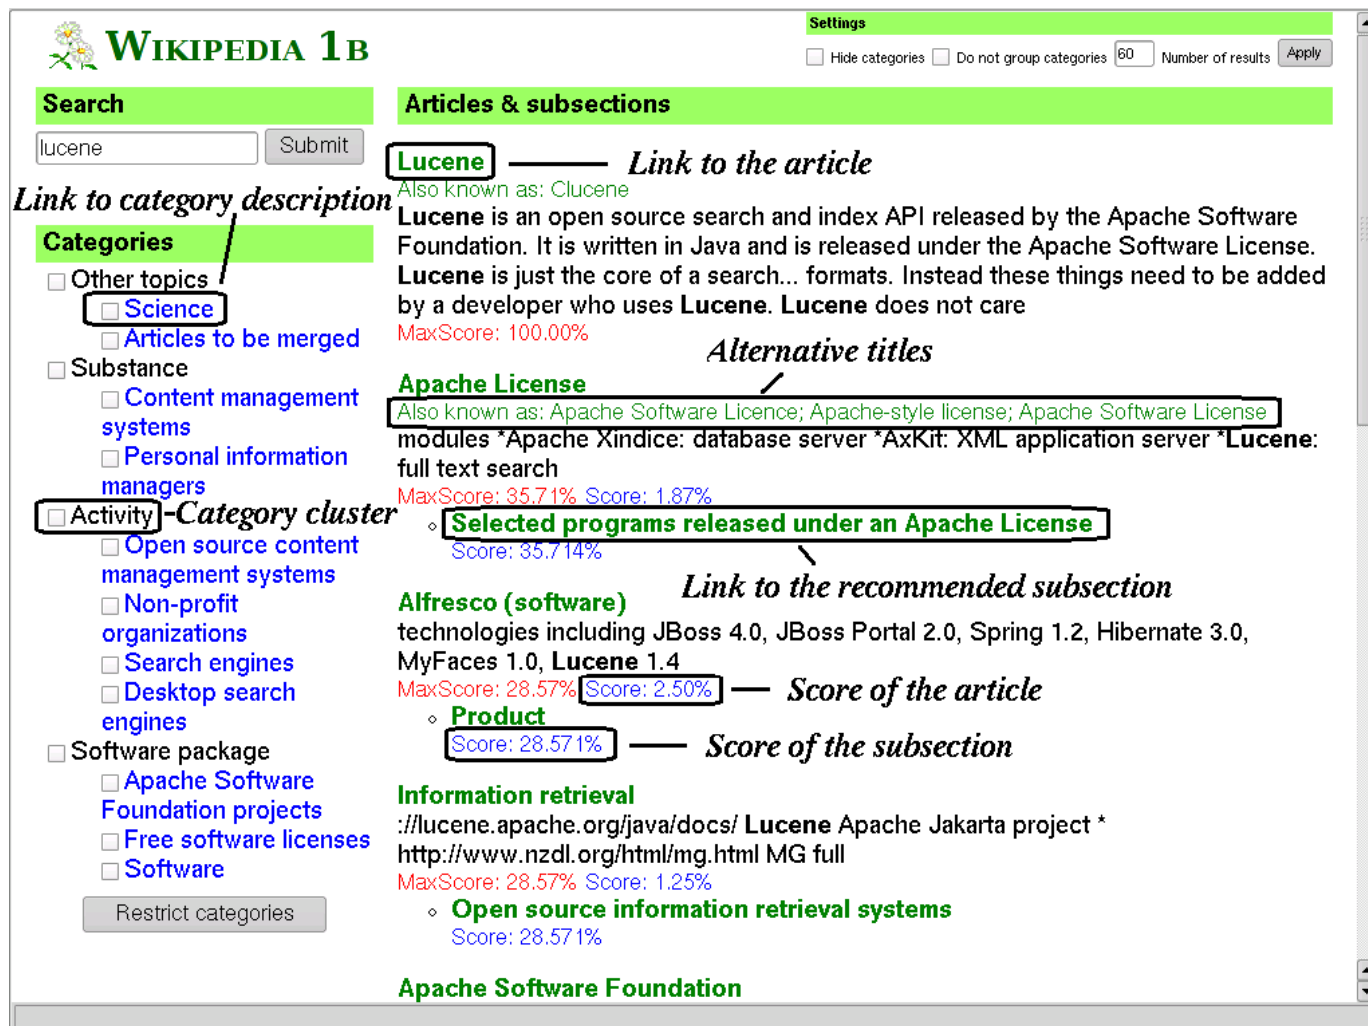 WIKIPEDIA 1B
Settings
Hide categories Do not group categories 60 Number of results Apply
Search
lucene Submit
Link to category description
Categories
Other topics
Science
Articles to be merged
Substance
Content management
systems
Personal information
managers
Activity - Category cluster
Open source content
management systems
Non-profit
organizations
Search engines
Desktop search
engines
Software package
Apache Software
Foundation projects
Free software licenses
Software
Restrict categories
Articles & subsections
Lucene Link to the article
Also known as: Clucene
Lucene is an open source search and index API released by the Apache Software
Foundation. It is written in Java and is released under the Apache Software License.
Lucene is just the core of a search... formats. Instead these things need to be added
by a developer who uses Lucene. Lucene does not care
MaxScore: 100.00%
Alternative titles
Apache License
Also known as: Apache Software Licence; Apache-style license; Apache Software License
modules *Apache Xindice: database server *AxKit: XML application server *Lucene:
full text search
MaxScore: 35.71% Score: 1.87%
Selected programs released under an Apache License
Score: 35.714%
Link to the recommended subsection
Alfresco (software)
technologies including JBoss 4.0, JBoss Portal 2.0, Spring 1.2, Hibernate 3.0,
MyFaces 1.0, Lucene 1.4
MaxScore: 28.57% Score: 2.50% Score of the article
Product
Score: 28.571% Score of the subsection
Information retrieval
://lucene.apache.org/java/docs/ Lucene Apache Jakarta project *
http://www.nzdl.org/html/mg.html MG full
MaxScore: 28.57% Score: 1.25%
Open source information retrieval systems
Score: 28.571%
Apache Software Foundation